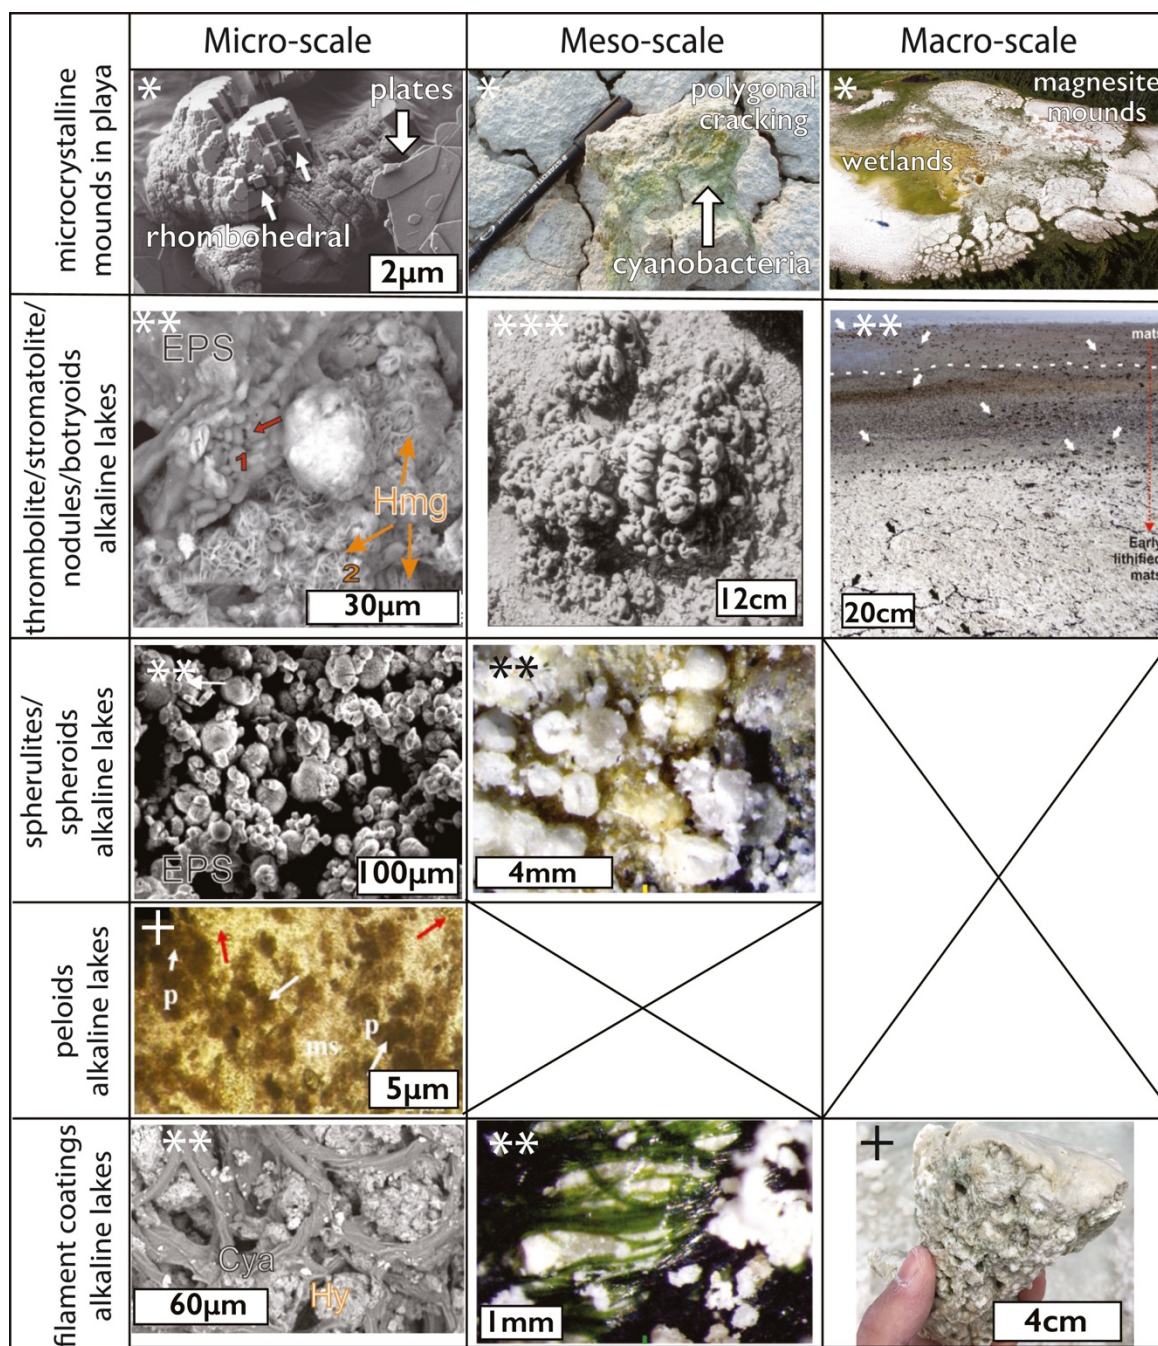 Micro-scale
Meso-scale
Macro-scale
microcrystalline
mounds in playa
*
plates
rhombohedral
2μm
*
polygonal
cracking
cyanobacteria
*
magnesite
mounds
wetlands
thrombolite/stromatolite/
nodules/botryoids
alkaline lakes
**
EPS
1
Hmg
2
30μm
***
12cm
**
mats
Early
lithified
mats
20cm
spherulites/
spheroids
alkaline lakes
**
EPS
100μm
**
4mm
peloids
alkaline lakes
+
p
p
ms
5μm
filament coatings
alkaline lakes
**
Cya
Hy
60μm
**
1mm
+
4cm